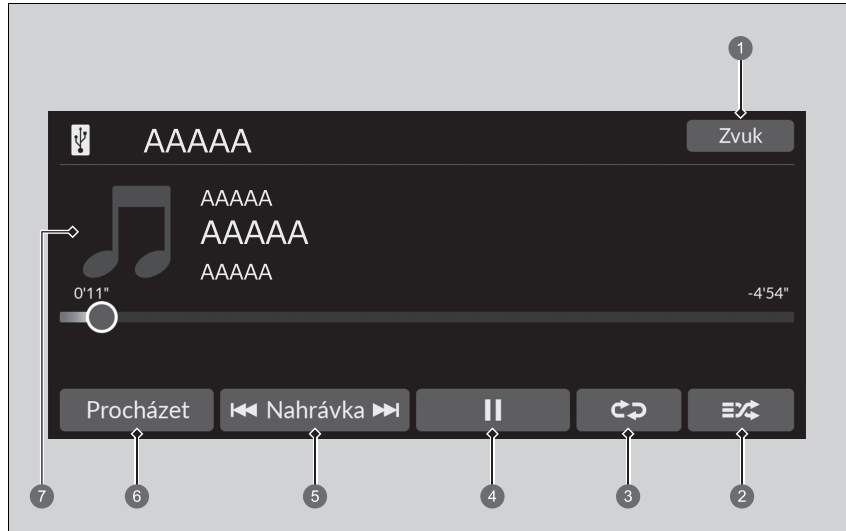 1
AAAAA
Zvuk
AAAAA
AAAAA
AAAAA
7
0'11"
-4'54"
Procházet
Nahrávka
6
5
4
3
2